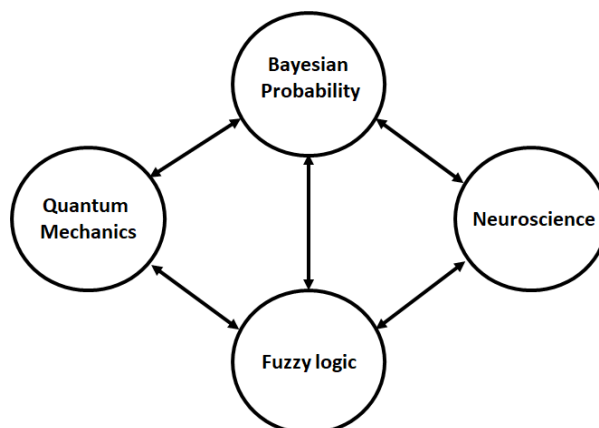 Bayesian
Probability
Quantum
Mechanics
Neuroscience
Fuzzy logic